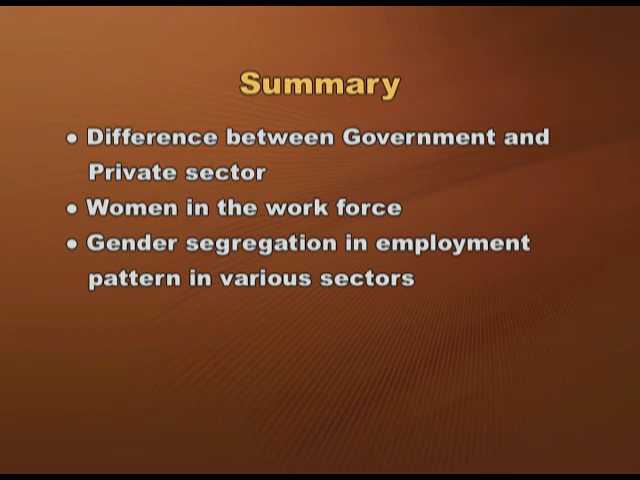 Summary
• Difference between Government and
Private sector
• Women in the work force
• Gender segregation in employment
pattern in various sectors